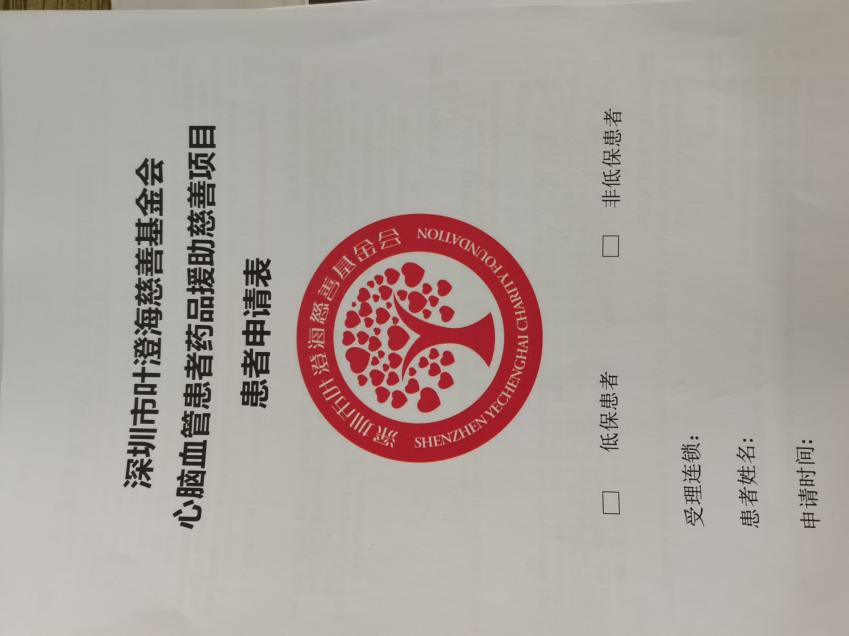 深圳市叶澄海慈善基金会
心脑血管患者药品援助慈善项目
患者申请表
深圳市叶澄海慈善基金会
SHENZHEN YECHENGHAI CHARITY FOUNDATION
□ 低保患者 □ 非低保患者
受理连锁:
患者姓名:
申请时间: